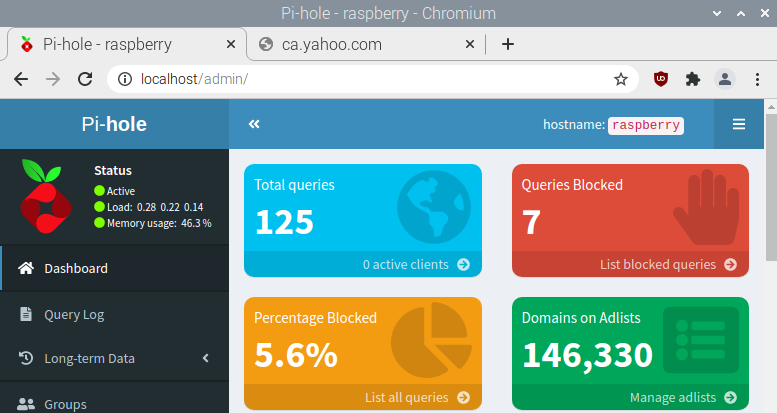 Pi-hole - raspberry - Chromium
Pi-hole - raspberry
ca.yahoo.com
localhost/admin/
Pi-hole
hostname: raspberry
Status
Active
Load: 0.28 0.22 0.14
Memory usage: 46.3 %
Dashboard
Query Log
Long-term Data
Groups
Total queries
125
0 active clients
Queries Blocked
7
List blocked queries
Percentage Blocked
5.6%
List all queries
Domains on Adlists
146,330
Manage adlists